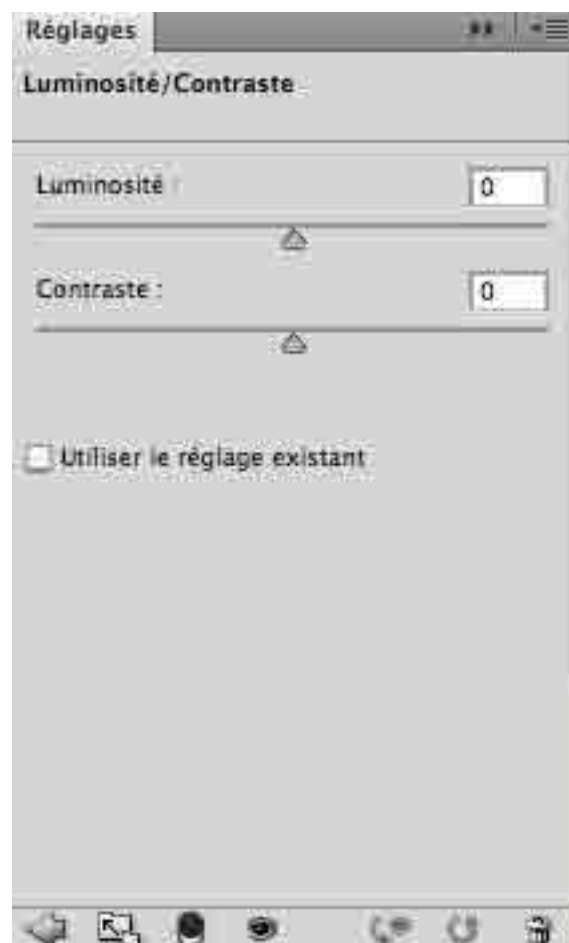 Réglages
Luminosité/Contraste
Luminosité : 0
Contraste : 0
Utiliser le réglage existant